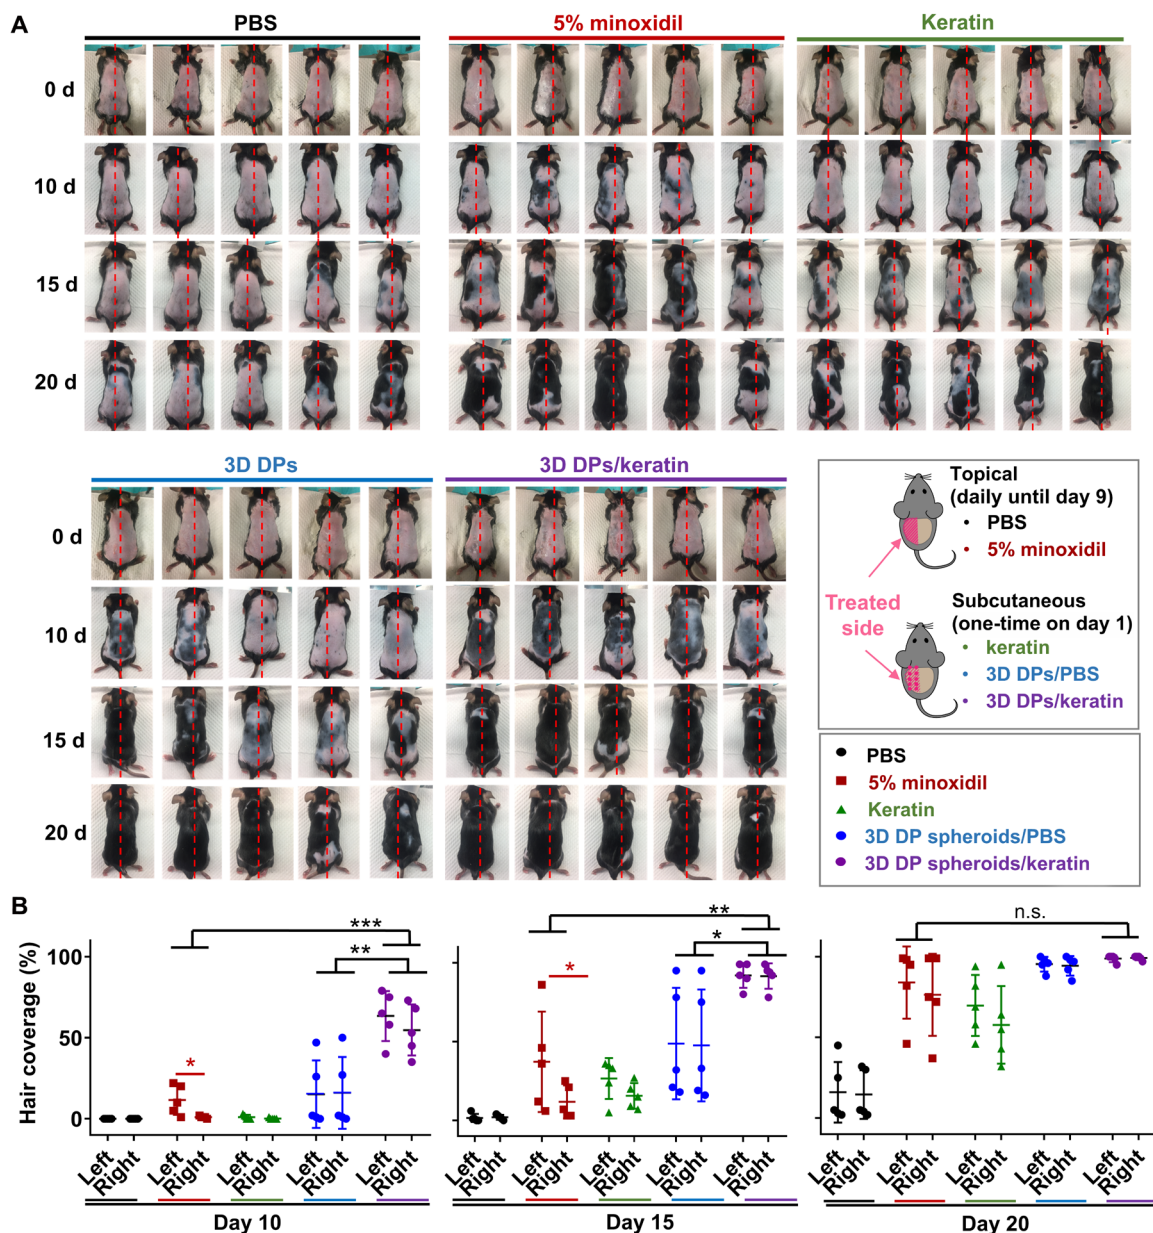 A
PBS
5% minoxidil
Keratin
0 d
10 d
15 d
20 d
3D DPs
3D DPs/keratin
0 d
10 d
15 d
20 d
Topical
(daily until day 9)
• PBS
• 5% minoxidil
Treated
side
Subcutaneous
(one-time on day 1)
• keratin
• 3D DPs/PBS
• 3D DPs/keratin
PBS
5% minoxidil
Keratin
3D DP spheroids/PBS
3D DP spheroids/keratin
B
Hair coverage (%)
100
50
0
*
***
**
Left Right Left Right Left Right Left Right Left Right
Day 10
*
**
*
Left Right Left Right Left Right Left Right Left Right
Day 15
100
50
0
n.s.
Left Right Left Right Left Right Left Right Left Right
Day 20